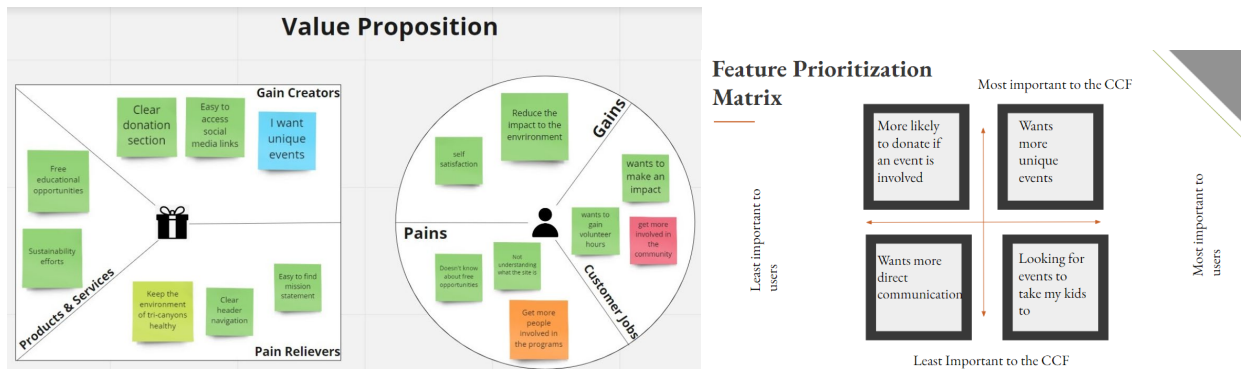 Value Proposition
Gain Creators
Clear
donation
section
Easy to
access
social
media links
I want
unique
events
Free
educational
opportunities
Sustainability
efforts
Products & Services
Keep the
environment
of tri-canyons
healthy
Clear
header
navigation
Easy to find
mission
statement
Pain Relievers
Gains
Reduce the
impact to the
envrironment
self
satisfaction
wants to
make an
impact
wants to
gain
volunteer
hours
get more
involved in
the
community
Pains
Doesn't know
about free
opportunities
Not
understanding
what the site is
Get more
people
involved in
the programs
Customer Jobs
Feature Prioritization
Matrix
Most important to the CCF
More likely
to donate if
an event is
involved
Wants
more
unique
events
Least important to
users
Most important to
users
Wants more
direct
communication
Looking for
events to
take my kids
to
Least Important to the CCF